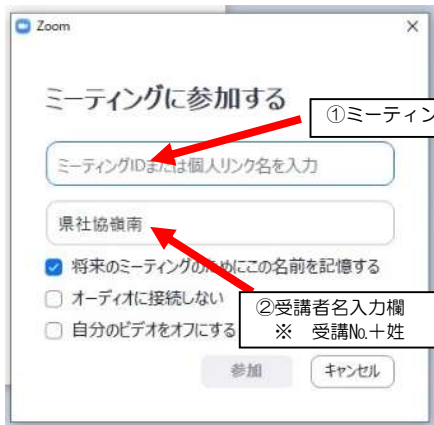 Zoom
ミーティングに参加する
①ミーティン
ミーティングIDまたは個人リンク名を入力
県社協嶺南
将来のミーティングのためにこの名前を記憶する
オーディオに接続しない
自分のビデオをオフにする
②受講者名入力欄
※ 受講№+姓
参加 キャンセル